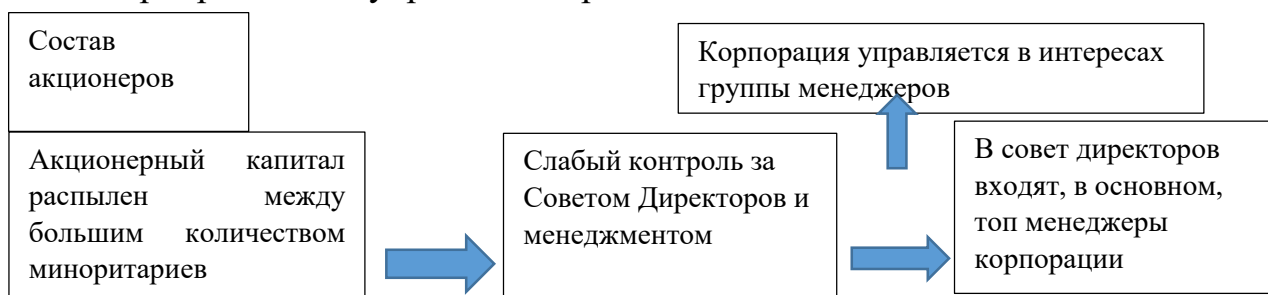 Состав
акционеров
Корпорация управляется в интересах
группы менеджеров
Акционерный капитал
распылен между
большим количеством
миноритариев
Слабый контроль за
Советом Директоров и
менеджментом
В совет директоров
входят, в основном,
топ менеджеры
корпорации